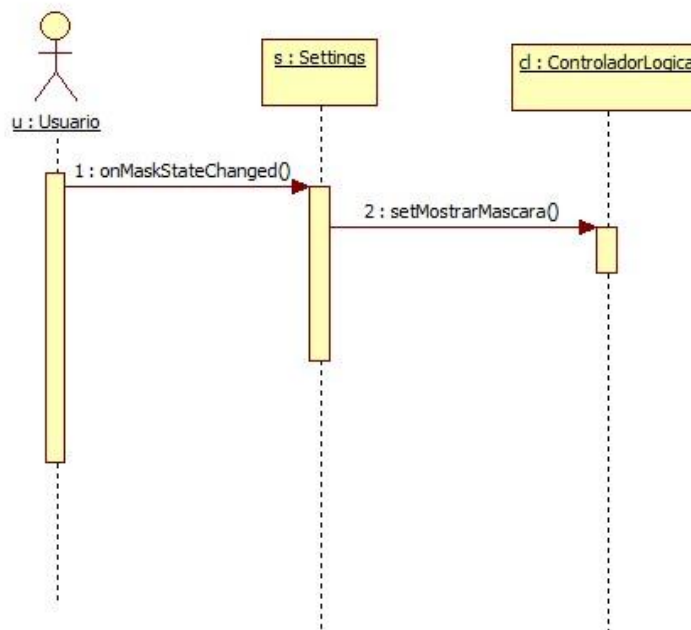 s : Settings
cl : ControladorLogica
u : Usuario
1 : onMaskStateChanged()
2 : setMostrarMascara()